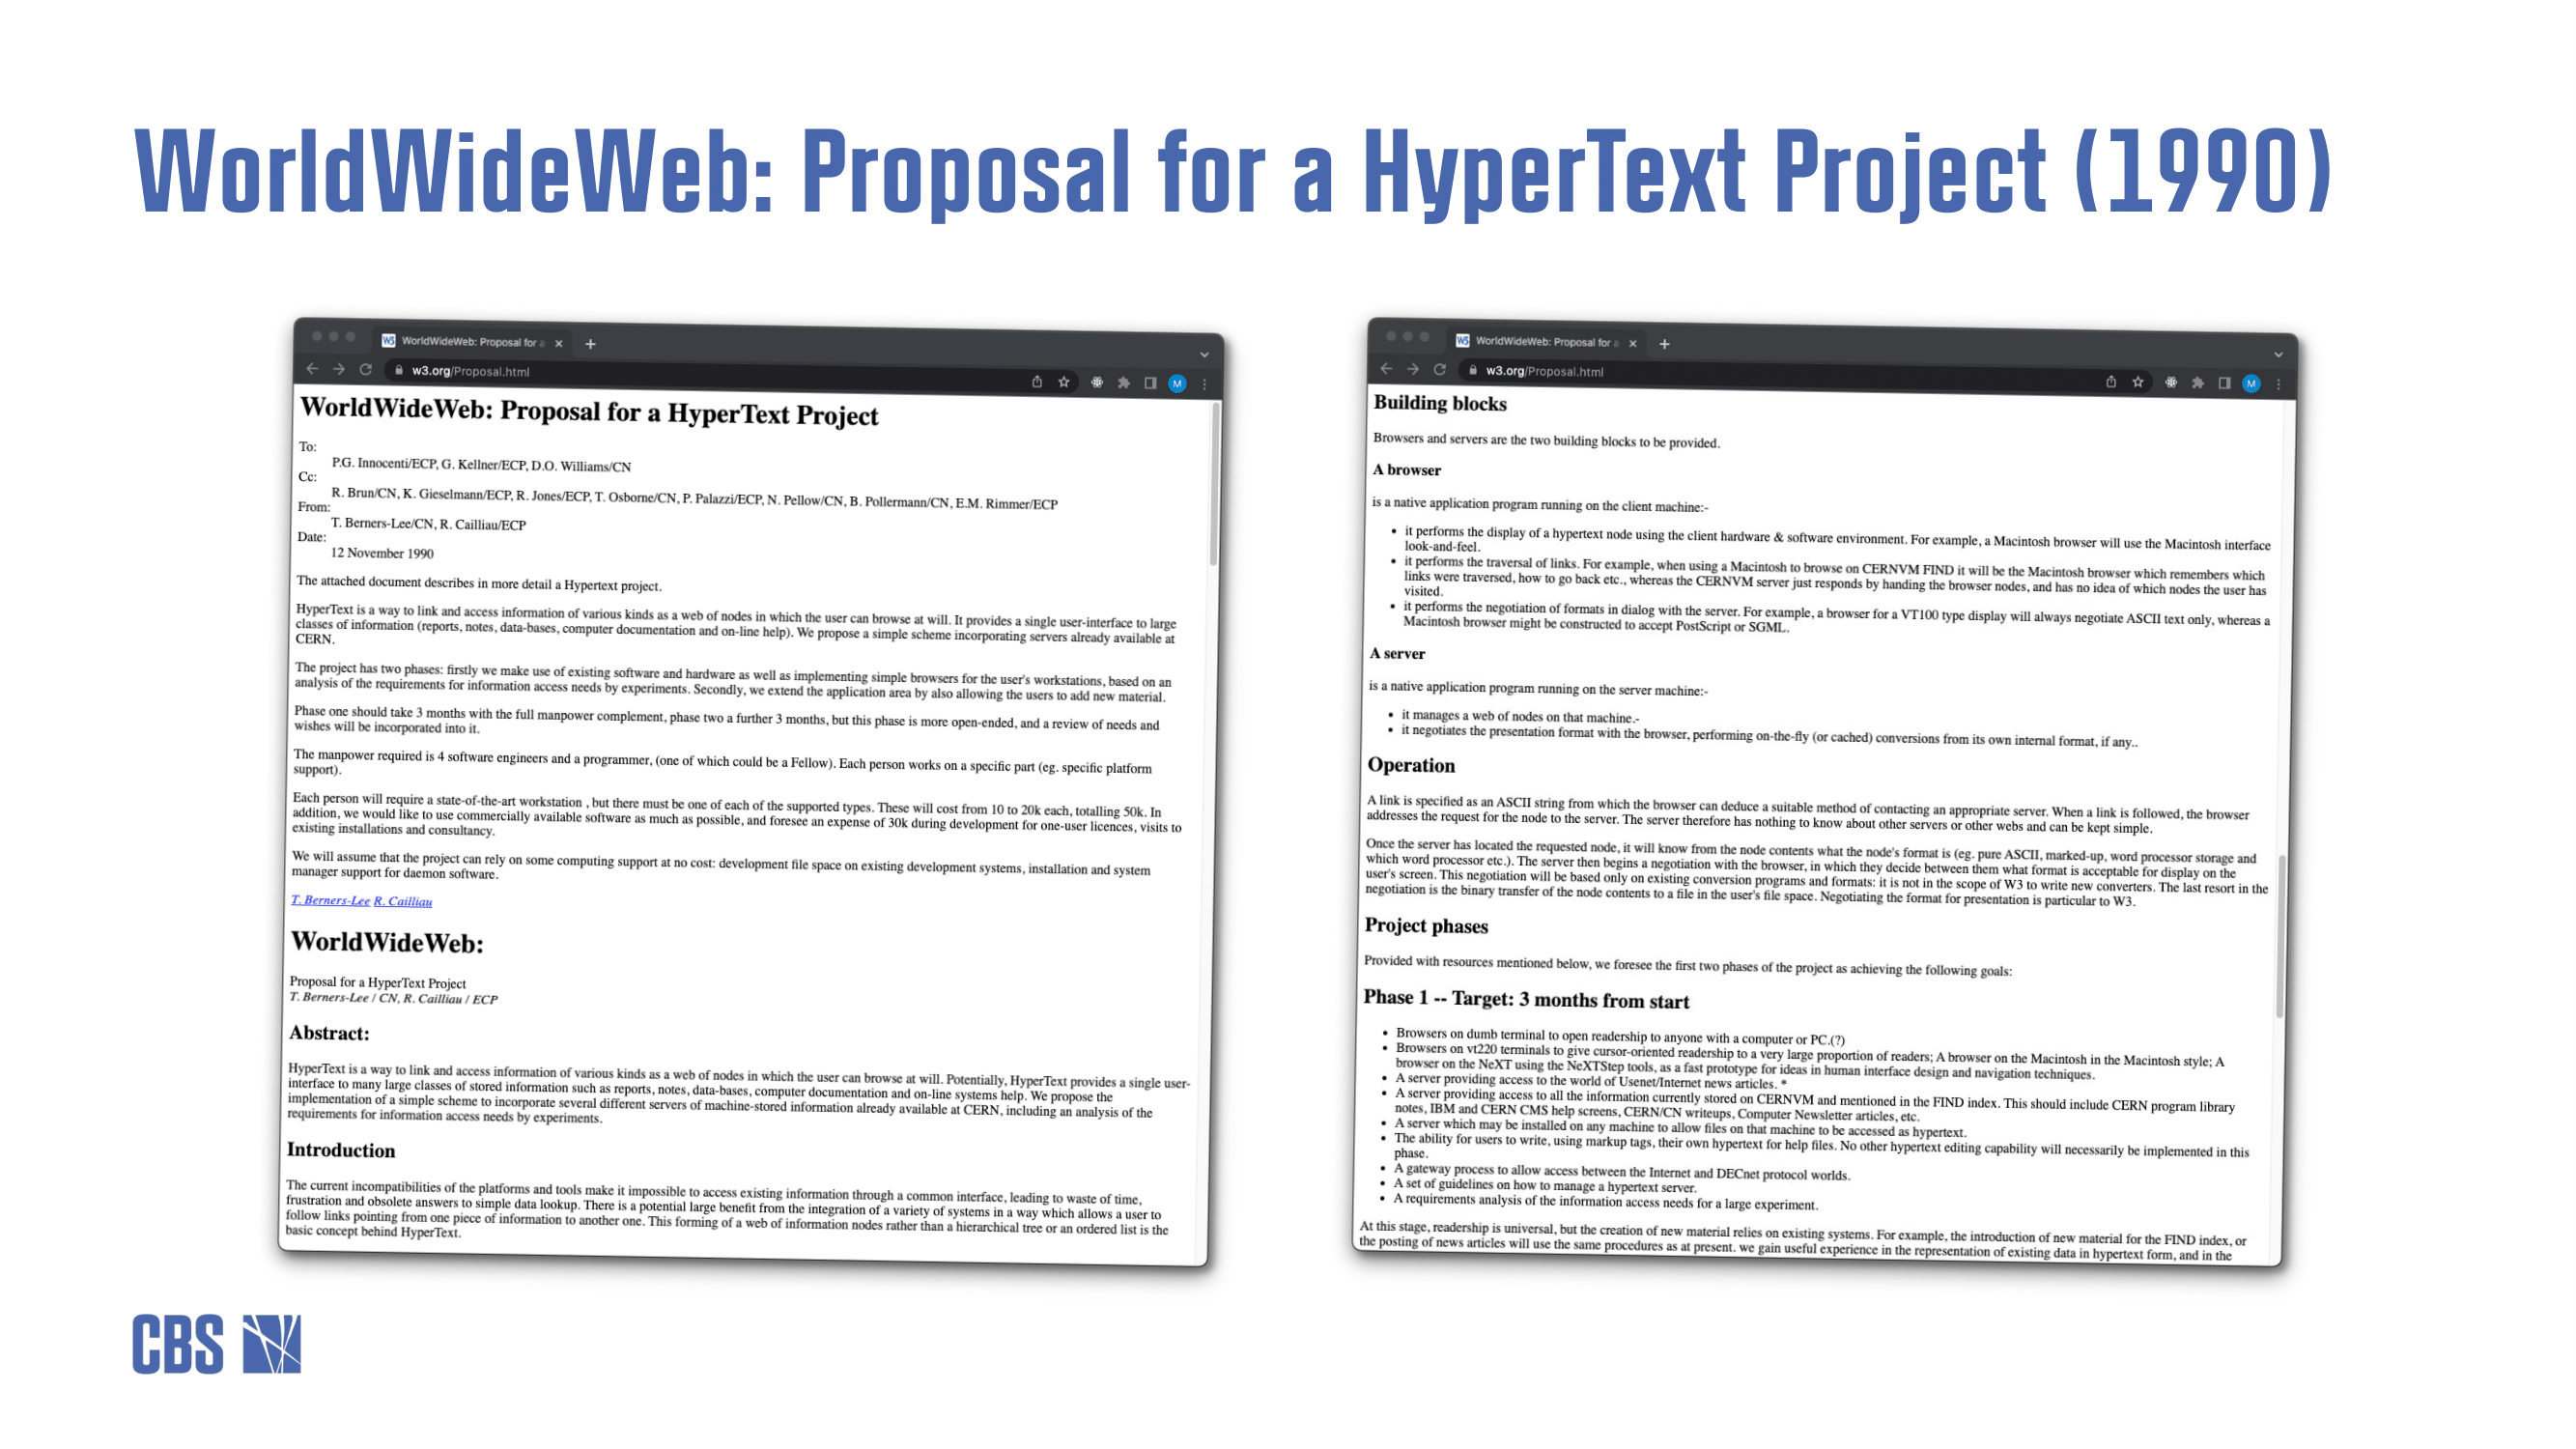 WorldWideWeb: Proposal for a HyperText Project (1990)
WorldWideWeb: Proposal for a
w3.org/Proposal.html
M
WorldWideWeb: Proposal for a HyperText Project
To:
P.G. Innocenti/ECP, G. Kellner/ECP, D.O. Williams/CN
Cc:
R. Brun/CN, K. Gieselmann/ECP, R. Jones/ECP, T. Osborne/CN, P. Palazzi/ECP, N. Pellow/CN, B. Pollermann/CN, E.M. Rimmer/ECP
From:
T. Berners-Lee/CN, R. Cailliau/ECP
Date:
12 November 1990
The attached document describes in more detail a Hypertext project.
HyperText is a way to link and access information of various kinds as a web of nodes in which the user can browse at will. It provides a single user-interface to large
classes of information (reports, notes, data-bases, computer documentation and on-line help). We propose a simple scheme incorporating servers already available at
CERN.
The project has two phases: firstly we make use of existing software and hardware as well as implementing simple browsers for the user's workstations, based on an
analysis of the requirements for information access needs by experiments. Secondly, we extend the application area by also allowing the users to add new material.
Phase one should take 3 months with the full manpower complement, phase two a further 3 months, but this phase is more open-ended, and a review of needs and
wishes will be incorporated into it.
The manpower required is 4 software engineers and a programmer, (one of which could be a Fellow). Each person works on a specific part (eg. specific platform
support).
Each person will require a state-of-the-art workstation , but there must be one of each of the supported types. These will cost from 10 to 20k each, totalling 50k. In
addition, we would like to use commercially available software as much as possible, and foresee an expense of 30k during development for one-user licences, visits to
existing installations and consultancy.
We will assume that the project can rely on some computing support at no cost: development file space on existing development systems, installation and system
manager support for daemon software.
T. Berners-Lee R. Cailliau
WorldWideWeb:
Proposal for a HyperText Project
T. Berners-Lee / CN, R. Cailliau / ECP
Abstract:
HyperText is a way to link and access information of various kinds as a web of nodes in which the user can browse at will. Potentially, HyperText provides a single user-
interface to many large classes of stored information such as reports, notes, data-bases, computer documentation and on-line systems help. We propose the
implementation of a simple scheme to incorporate several different servers of machine-stored information already available at CERN, including an analysis of the
requirements for information access needs by experiments.
Introduction
The current incompatibilities of the platforms and tools make it impossible to access existing information through a common interface, leading to waste of time,
frustration and obsolete answers to simple data lookup. There is a potential large benefit from the integration of a variety of systems in a way which allows a user to
follow links pointing from one piece of information to another one. This forming of a web of information nodes rather than a hierarchical tree or an ordered list is the
basic concept behind HyperText.
WorldWideWeb: Proposal for a
w3.org/Proposal.html
M
Building blocks
Browsers and servers are the two building blocks to be provided.
A browser
is a native application program running on the client machine:-
• it performs the display of a hypertext node using the client hardware & software environment. For example, a Macintosh browser will use the Macintosh interface
look-and-feel.
• it performs the traversal of links. For example, when using a Macintosh to browse on CERNVM FIND it will be the Macintosh browser which remembers which
links were traversed, how to go back etc., whereas the CERNVM server just responds by handing the browser nodes, and has no idea of which nodes the user has
visited.
• it performs the negotiation of formats in dialog with the server. For example, a browser for a VT100 type display will always negotiate ASCII text only, whereas a
Macintosh browser might be constructed to accept PostScript or SGML.
A server
is a native application program running on the server machine:-
• it manages a web of nodes on that machine.-
• it negotiates the presentation format with the browser, performing on-the-fly (or cached) conversions from its own internal format, if any..
Operation
A link is specified as an ASCII string from which the browser can deduce a suitable method of contacting an appropriate server. When a link is followed, the browser
addresses the request for the node to the server. The server therefore has nothing to know about other servers or other webs and can be kept simple.
Once the server has located the requested node, it will know from the node contents what the node's format is (eg. pure ASCII, marked-up, word processor storage and
which word processor etc.). The server then begins a negotiation with the browser, in which they decide between them what format is acceptable for display on the
user's screen. This negotiation will be based only on existing conversion programs and formats: it is not in the scope of W3 to write new converters. The last resort in the
negotiation is the binary transfer of the node contents to a file in the user's file space. Negotiating the format for presentation is particular to W3.
Project phases
Provided with resources mentioned below, we foresee the first two phases of the project as achieving the following goals:
Phase 1 -- Target: 3 months from start
• Browsers on dumb terminal to open readership to anyone with a computer or PC.(?)
• Browsers on vt220 terminals to give cursor-oriented readership to a very large proportion of readers; A browser on the Macintosh in the Macintosh style; A
browser on the NeXT using the NeXTStep tools, as a fast prototype for ideas in human interface design and navigation techniques.
• A server providing access to the world of Usenet/Internet news articles. *
• A server providing access to all the information currently stored on CERNVM and mentioned in the FIND index. This should include CERN program library
notes, IBM and CERN CMS help screens, CERN/CN writeups, Computer Newsletter articles, etc.
• A server which may be installed on any machine to allow files on that machine to be accessed as hypertext.
• The ability for users to write, using markup tags, their own hypertext for help files. No other hypertext editing capability will necessarily be implemented in this
phase.
• A gateway process to allow access between the Internet and DECnet protocol worlds.
• A set of guidelines on how to manage a hypertext server.
• A requirements analysis of the information access needs for a large experiment.
At this stage, readership is universal, but the creation of new material relies on existing systems. For example, the introduction of new material for the FIND index, or
the posting of news articles will use the same procedures as at present. we gain useful experience in the representation of existing data in hypertext form, and in the
CBS